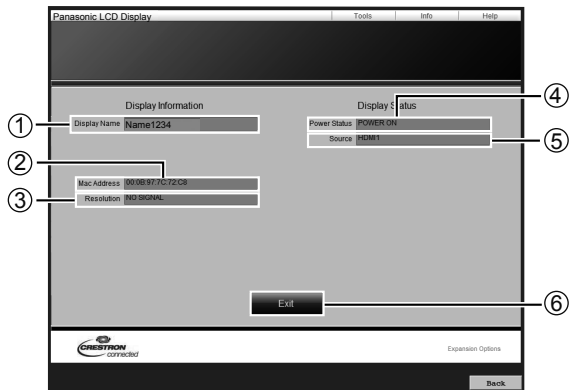 Panasonic LCD Display Tools Info Help
Display Information Display Status
① Display Name Name1234
④ Power Status POWER ON
⑤ Source HDMI1
② Mac Address 00:0B.97.7C.72.C8
③ Resolution NO SIGNAL
⑥ Exit
CRESTRON connected
Expansion Options
Back